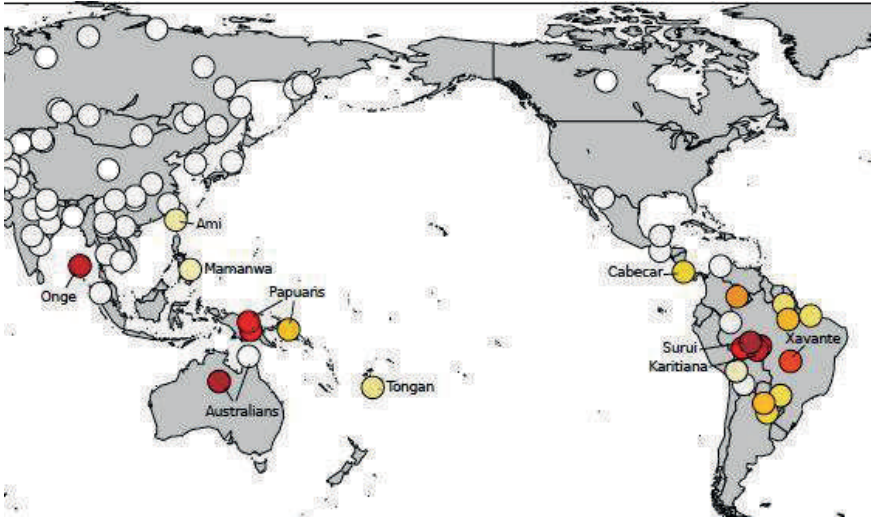 Ami
Mamanwa
Onge
Papuans
Australians
Tongan
Cabecar
Surui
Karitiana
Xavante